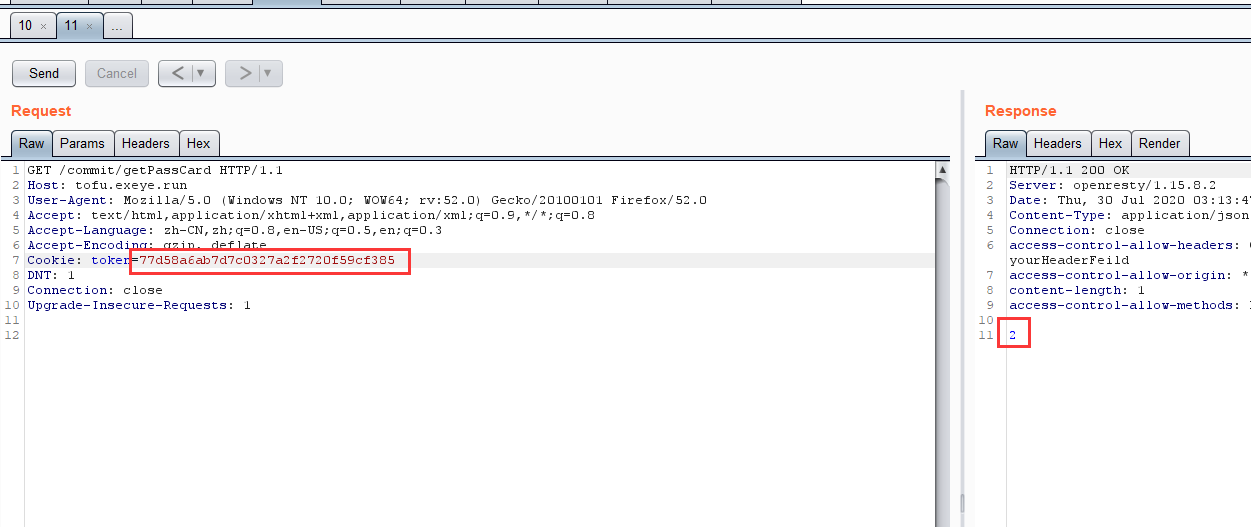 10 × 11 × ...
Send Cancel < ▼ > ▼
Request
Raw Params Headers Hex
1 GET /commit/getPassCard HTTP/1.1
2 Host: tofu.exeye.run
3 User-Agent: Mozilla/5.0 (Windows NT 10.0; WOW64; rv:52.0) Gecko/20100101 Firefox/52.0
4 Accept: text/html,application/xhtml+xml,application/xml;q=0.9,*/*;q=0.8
5 Accept-Language: zh-CN,zh;q=0.8,en-US;q=0.5,en;q=0.3
6 Accept-Encoding: gzip, deflate
7 Cookie: token=77d58a6ab7d7c0327a2f2720f59cf385
8 DNT: 1
9 Connection: close
10 Upgrade-Insecure-Requests: 1
11
12
Response
Raw Headers Hex Render
1 HTTP/1.1 200 OK
2 Server: openresty/1.15.8.2
3 Date: Thu, 30 Jul 2020 03:13:47
4 Content-Type: application/json
5 Connection: close
6 access-control-allow-headers:
yourHeaderFeild
7 access-control-allow-origin: *
8 content-length: 1
9 access-control-allow-methods:
10
11 2